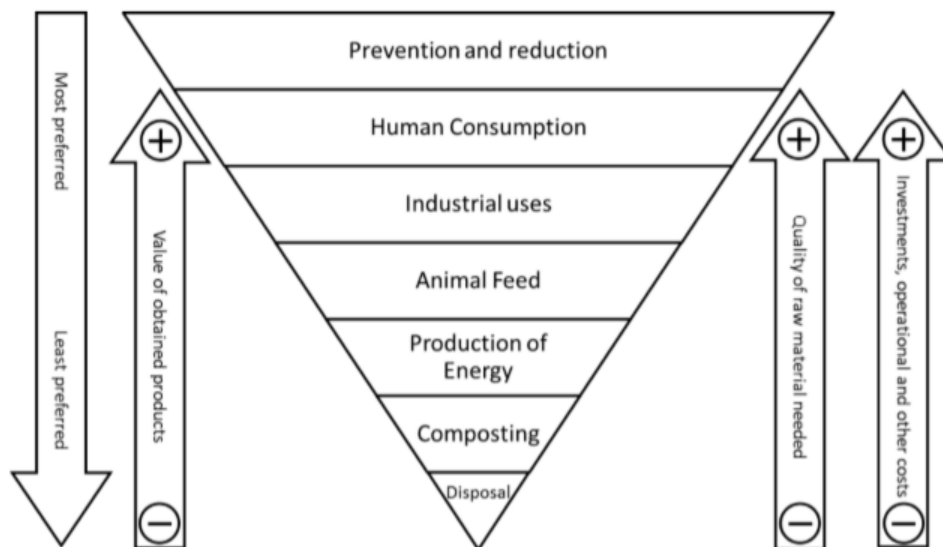 Prevention and reduction
Human Consumption
Industrial uses
Animal Feed
Production of
Energy
Composting
Disposal
Most preferred
Least preferred
+
Value of obtained products
−
+
Quality of raw material needed
−
+
Investments, operational and other costs
−